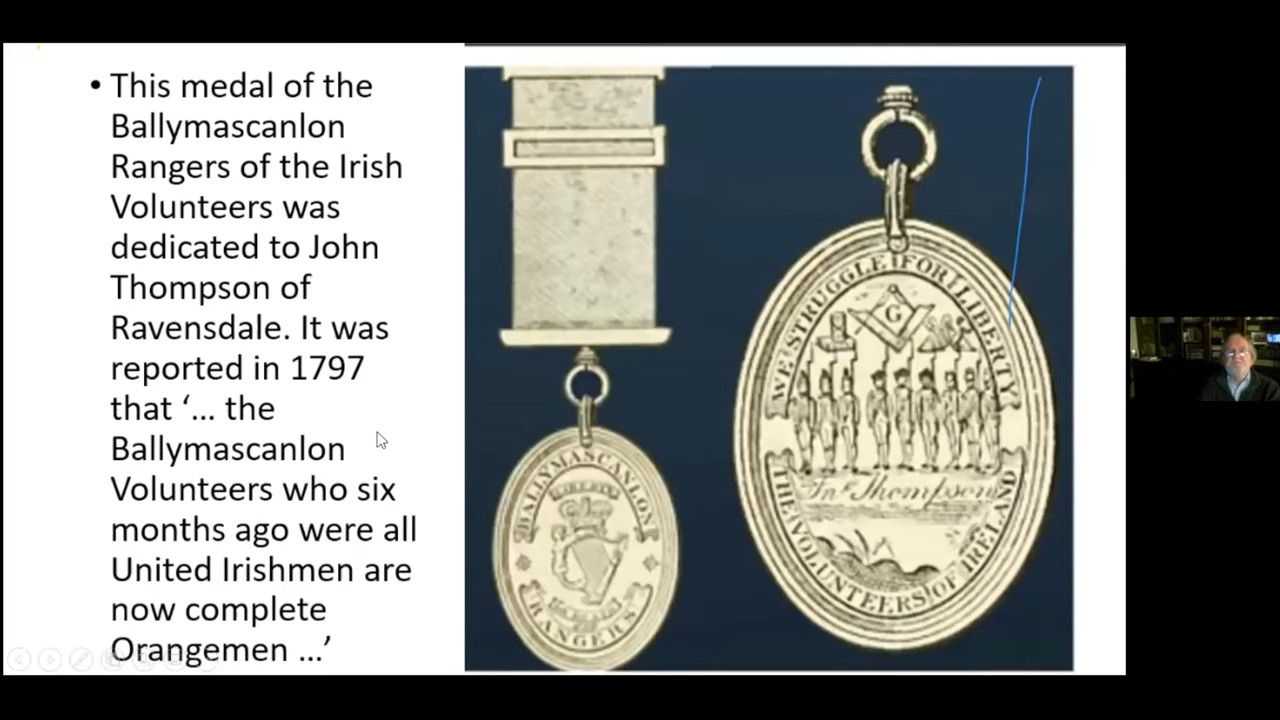 • This medal of the
Ballymascanlon
Rangers of the Irish
Volunteers was
dedicated to John
Thompson of
Ravensdale. It was
reported in 1797
that ‘… the
Ballymascanlon
Volunteers who six
months ago were all
United Irishmen are
now complete
Orangemen …’
BALLYMASCANLON
LIBERTY
RANGERS
WE STRUGGLE FOR LIBERTY
G
Jnº Thompson
THE VOLUNTEERS OF IRELAND